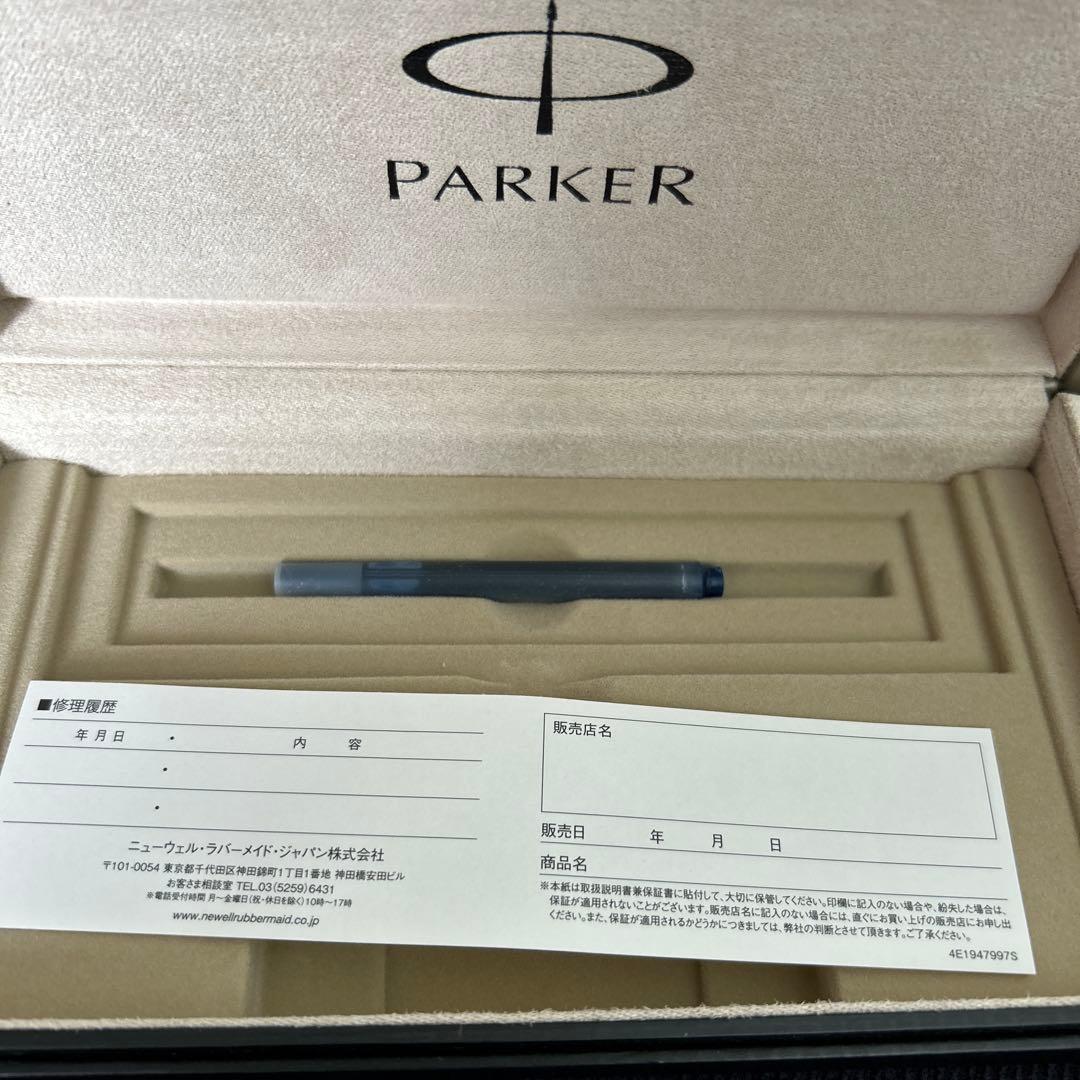 PARKER
■修理履歴
年月日 ・ 内 容
・
・
ニューウェル・ラバーメイド・ジャパン株式会社
〒101-0054 東京都千代田区神田錦町1丁目1番地 神田橋安田ビル
お客さま相談室 TEL.03(5259)6431
※電話受付時間 月〜金曜日(祝・休日を除く)10時〜17時
www.newellrubbermaid.co.jp
販売店名
販売日 年 月 日
商品名
※本紙は取扱説明書兼保証書に貼付して、大切に保管してください。印欄に記入のない場合や、紛失した場合は、
保証が適用されないことがございます。販売店名に記入のない場合には、直ぐにお買い上げの販売店にお申し出
ください。また、保証が適用されるかどうかにつきましては、弊社の判断とさせて頂きます。ご了承ください。
4E1947997S